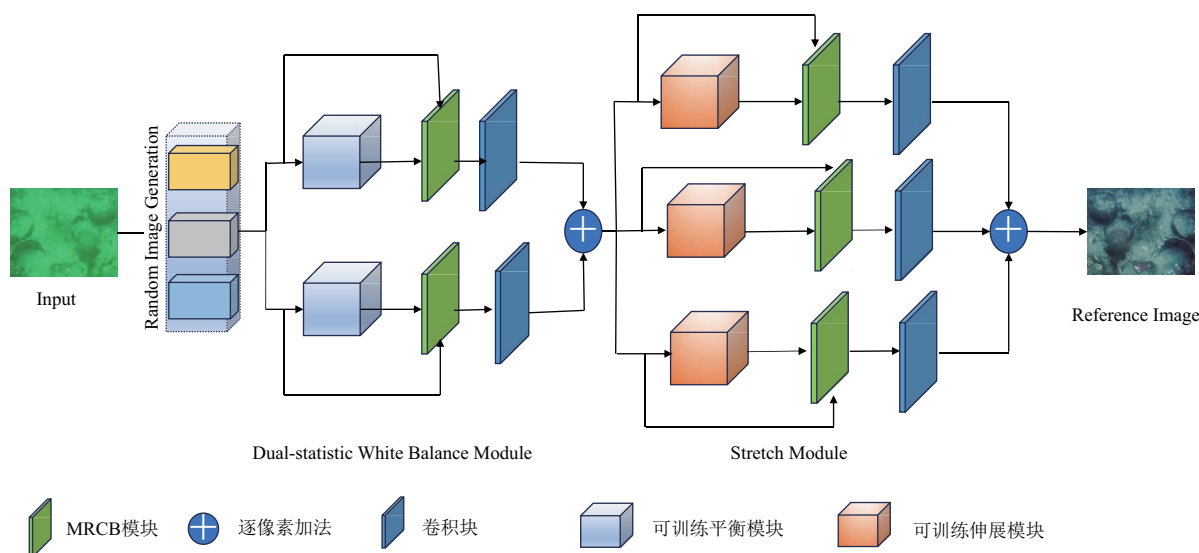 Random Image Generation
Input
Reference Image
Dual-statistic White Balance Module
Stretch Module
MRCB模块
逐像素加法
卷积块
可训练平衡模块
可训练伸展模块